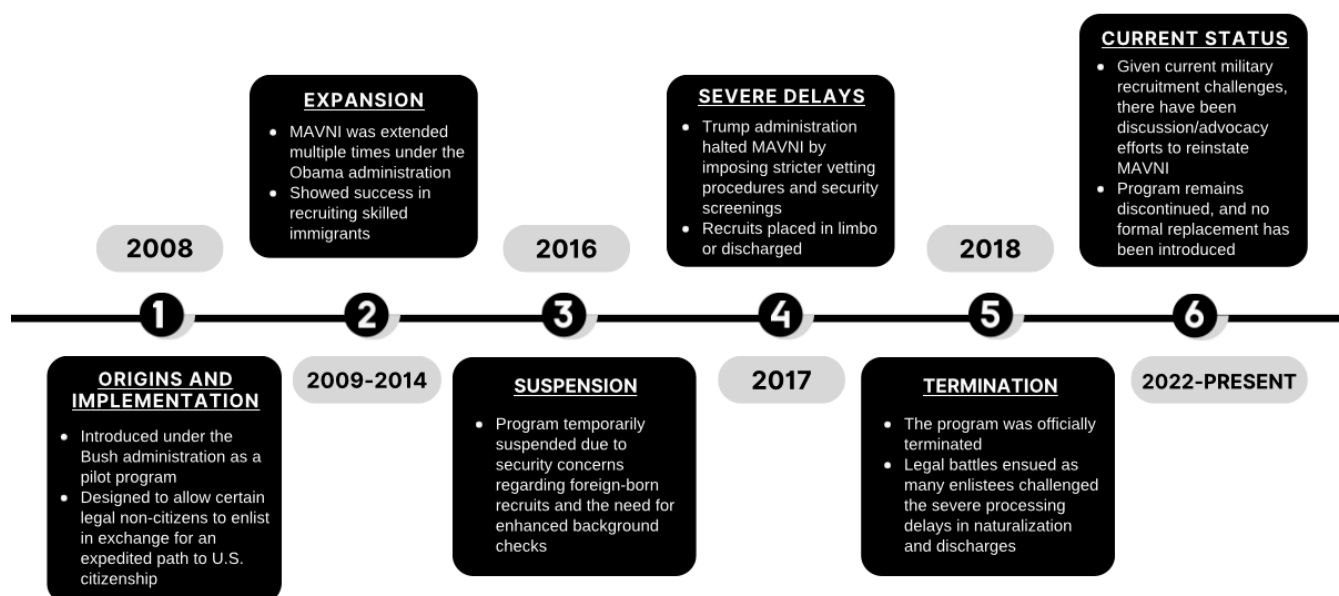 2008
1
ORIGINS AND
IMPLEMENTATION
• Introduced under the
Bush administration as a
pilot program
• Designed to allow certain
legal non-citizens to enlist
in exchange for an
expedited path to U.S.
citizenship
EXPANSION
• MAVNI was extended
multiple times under the
Obama administration
• Showed success in
recruiting skilled
immigrants
2
2009-2014
2016
3
SUSPENSION
• Program temporarily
suspended due to
security concerns
regarding foreign-born
recruits and the need for
enhanced background
checks
SEVERE DELAYS
• Trump administration
halted MAVNI by
imposing stricter vetting
procedures and security
screenings
• Recruits placed in limbo
or discharged
4
2017
2018
5
TERMINATION
• The program was officially
terminated
• Legal battles ensued as
many enlistees challenged
the severe processing
delays in naturalization
and discharges
CURRENT STATUS
• Given current military
recruitment challenges,
there have been
discussion/advocacy
efforts to reinstate
MAVNI
• Program remains
discontinued, and no
formal replacement has
been introduced
6
2022-PRESENT